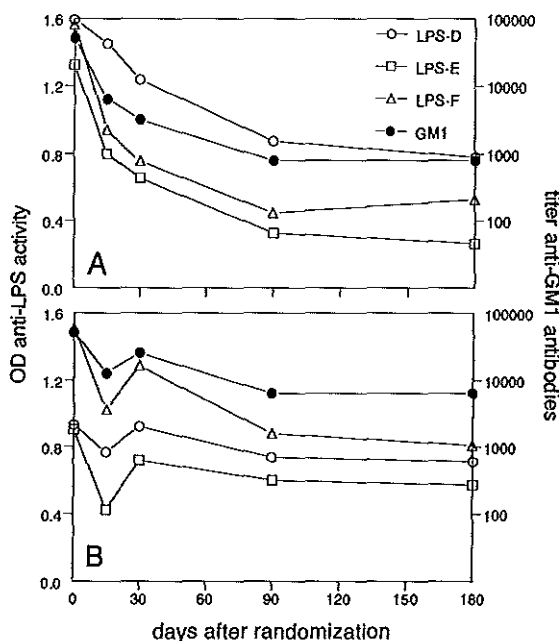 1.6
1.2
0.8
0.4
0.0
100000
10000
1000
100
LPS-D
LPS-E
LPS-F
GM1
A
1.6
1.2
0.8
0.4
0.0
100000
10000
1000
100
B
0 30 60 90 120 150 180
days after randomization
OD anti-LPS activity
titer anti-GM1 antibodies